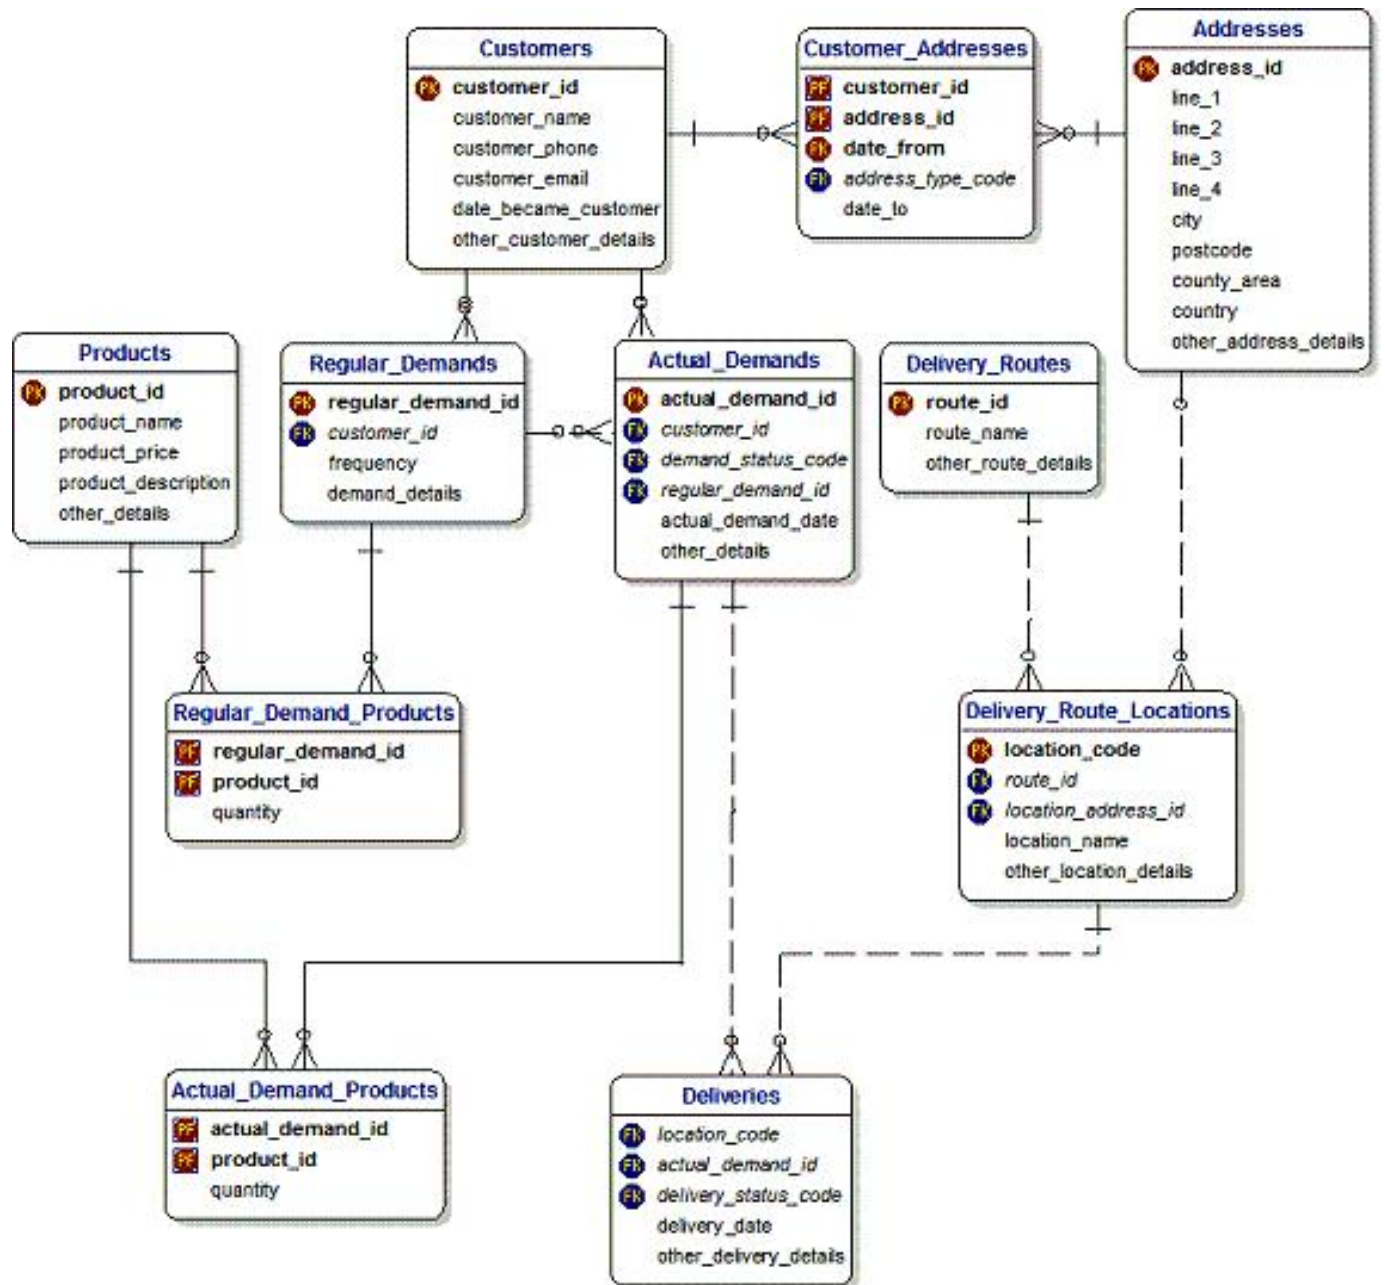 Customers
PK customer_id
customer_name
customer_phone
customer_email
date_became_customer
other_customer_details
Customer_Addresses
PF customer_id
PF address_id
PK date_from
FK address_type_code
date_to
Addresses
PK address_id
line_1
line_2
line_3
line_4
city
postcode
county_area
country
other_address_details
Products
PK product_id
product_name
product_price
product_description
other_details
Regular_Demands
PK regular_demand_id
FK customer_id
frequency
demand_details
Actual_Demands
PK actual_demand_id
FK customer_id
FK demand_status_code
FK regular_demand_id
actual_demand_date
other_details
Delivery_Routes
PK route_id
route_name
other_route_details
Regular_Demand_Products
PF regular_demand_id
PF product_id
quantity
Delivery_Route_Locations
PK location_code
FK route_id
FK location_address_id
location_name
other_location_details
Actual_Demand_Products
PF actual_demand_id
PF product_id
quantity
Deliveries
FK location_code
FK actual_demand_id
FK delivery_status_code
delivery_date
other_delivery_details